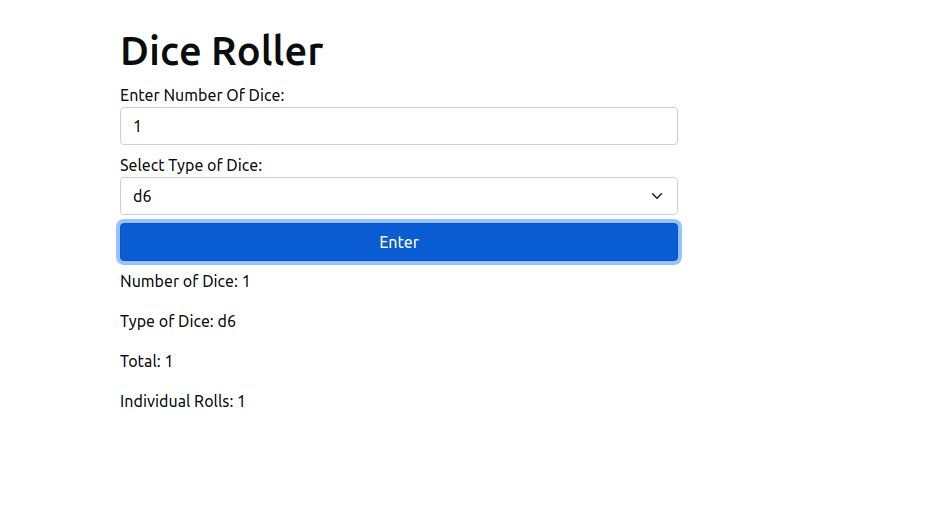 Dice Roller
Enter Number Of Dice:
1
Select Type of Dice:
d6
Enter
Number of Dice: 1
Type of Dice: d6
Total: 1
Individual Rolls: 1